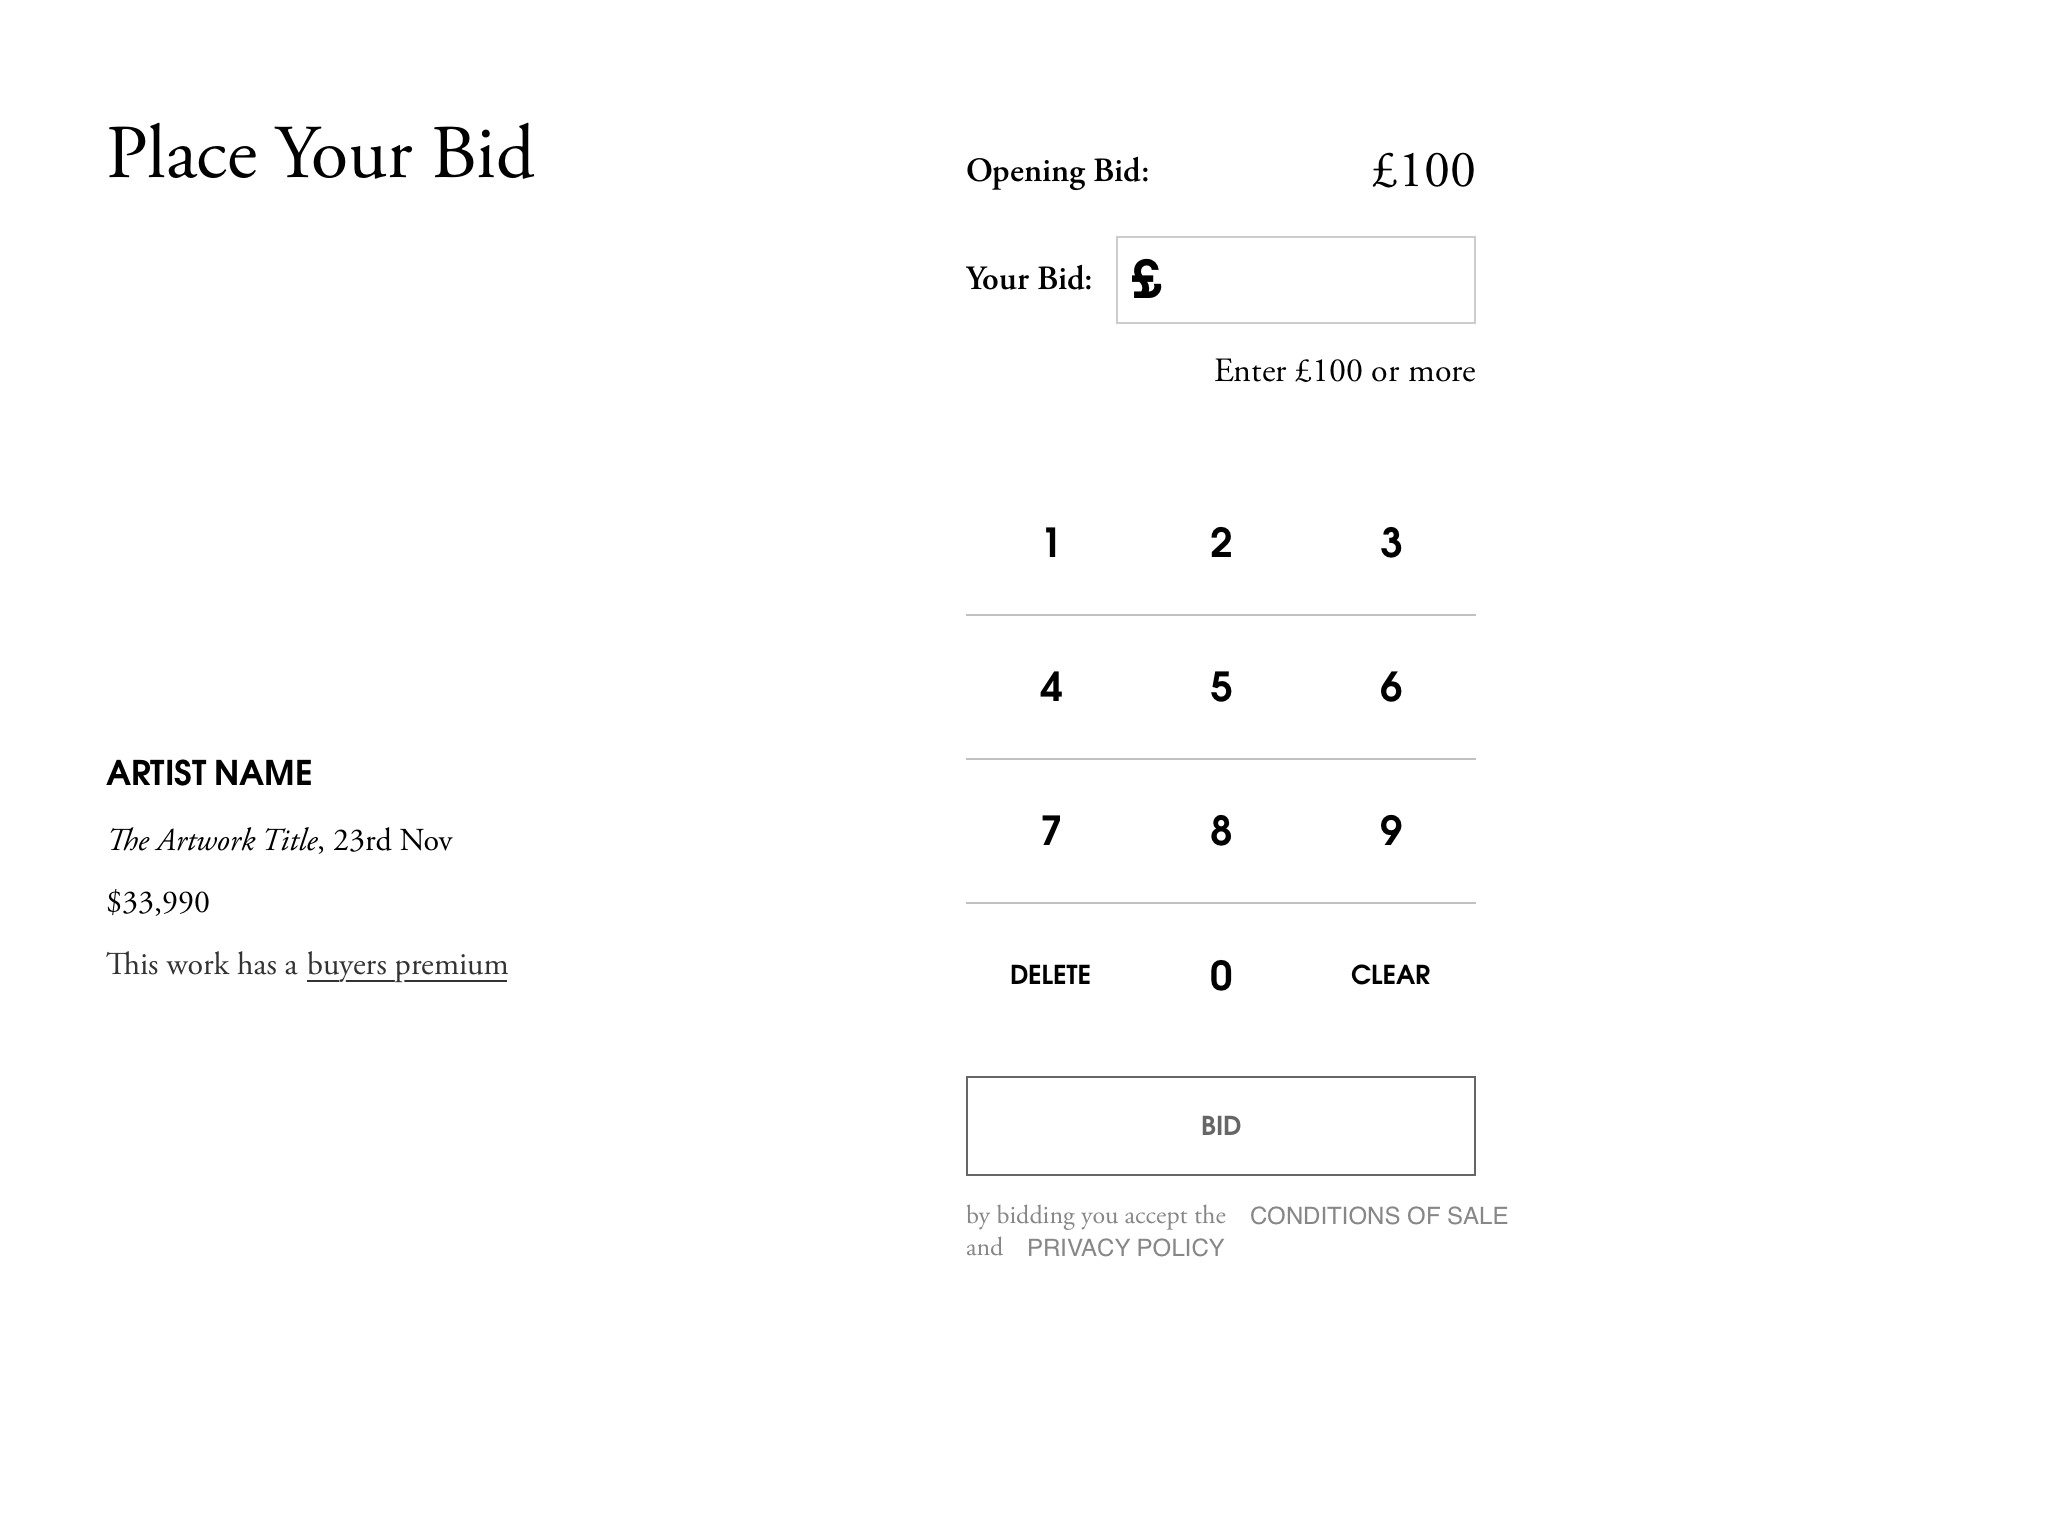 Place Your Bid
Opening Bid: £100
Your Bid: £
Enter £100 or more
1 2 3
4 5 6
7 8 9
DELETE 0 CLEAR
BID
by bidding you accept the CONDITIONS OF SALE
and PRIVACY POLICY
ARTIST NAME
The Artwork Title, 23rd Nov
$33,990
This work has a buyers premium